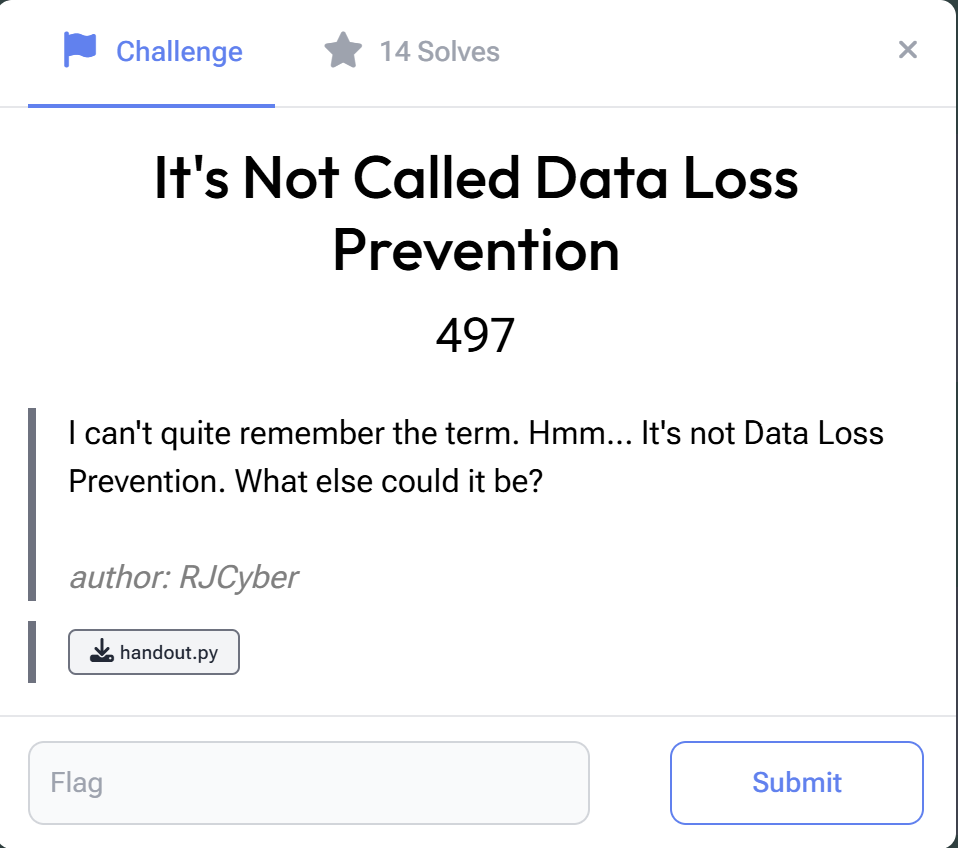 Challenge
14 Solves
×
It's Not Called Data Loss
Prevention
497
I can't quite remember the term. Hmm... It's not Data Loss
Prevention. What else could it be?
author: RJCyber
handout.py
Flag
Submit